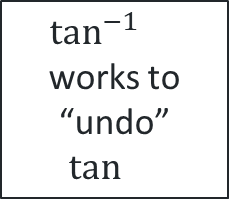 tan⁻¹
works to
“undo”
tan